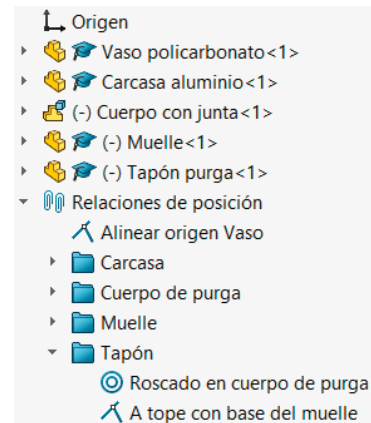 Origen
Vaso policarbonato<1>
Carcasa aluminio<1>
(-) Cuerpo con junta<1>
(-) Muelle<1>
(-) Tapón purga<1>
Relaciones de posición
Alinear origen Vaso
Carcasa
Cuerpo de purga
Muelle
Tapón
Roscado en cuerpo de purga
A tope con base del muelle